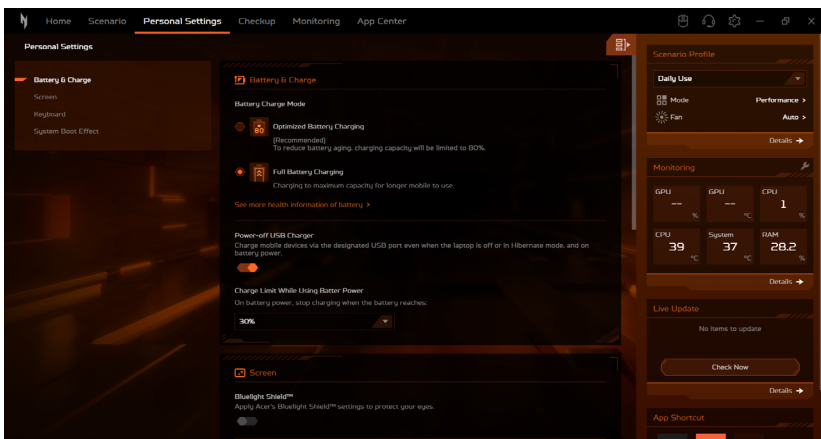 Home Scenario Personal Settings Checkup Monitoring App Center
Personal Settings
Battery & Charge
Screen
Keyboard
System Boot Effect
Battery & Charge
Battery Charge Mode
80
Optimized Battery Charging
[Recommended]
To reduce battery aging, charging capacity will be limited to 80%.
Full Battery Charging
Charging to maximum capacity for longer mobile to use.
See more health information of battery >
Power-off USB Charger
Charge mobile devices via the designated USB port even when the laptop is off or in Hibernate mode, and on
battery power.
Charge Limit While Using Batter Power
On battery power, stop charging when the battery reaches:
30%
Screen
Bluelight Shield™
Apply Acer's Bluelight Shield™ settings to protect your eyes.
Scenario Profile
Daily Use
Mode Performance >
Fan Auto >
Details →
Monitoring
GPU GPU CPU
-- -- 1
% °C %
CPU System RAM
39 37 28.2
°C °C %
Details →
Live Update
No Items to update
Check Now
Details →
App Shortcut